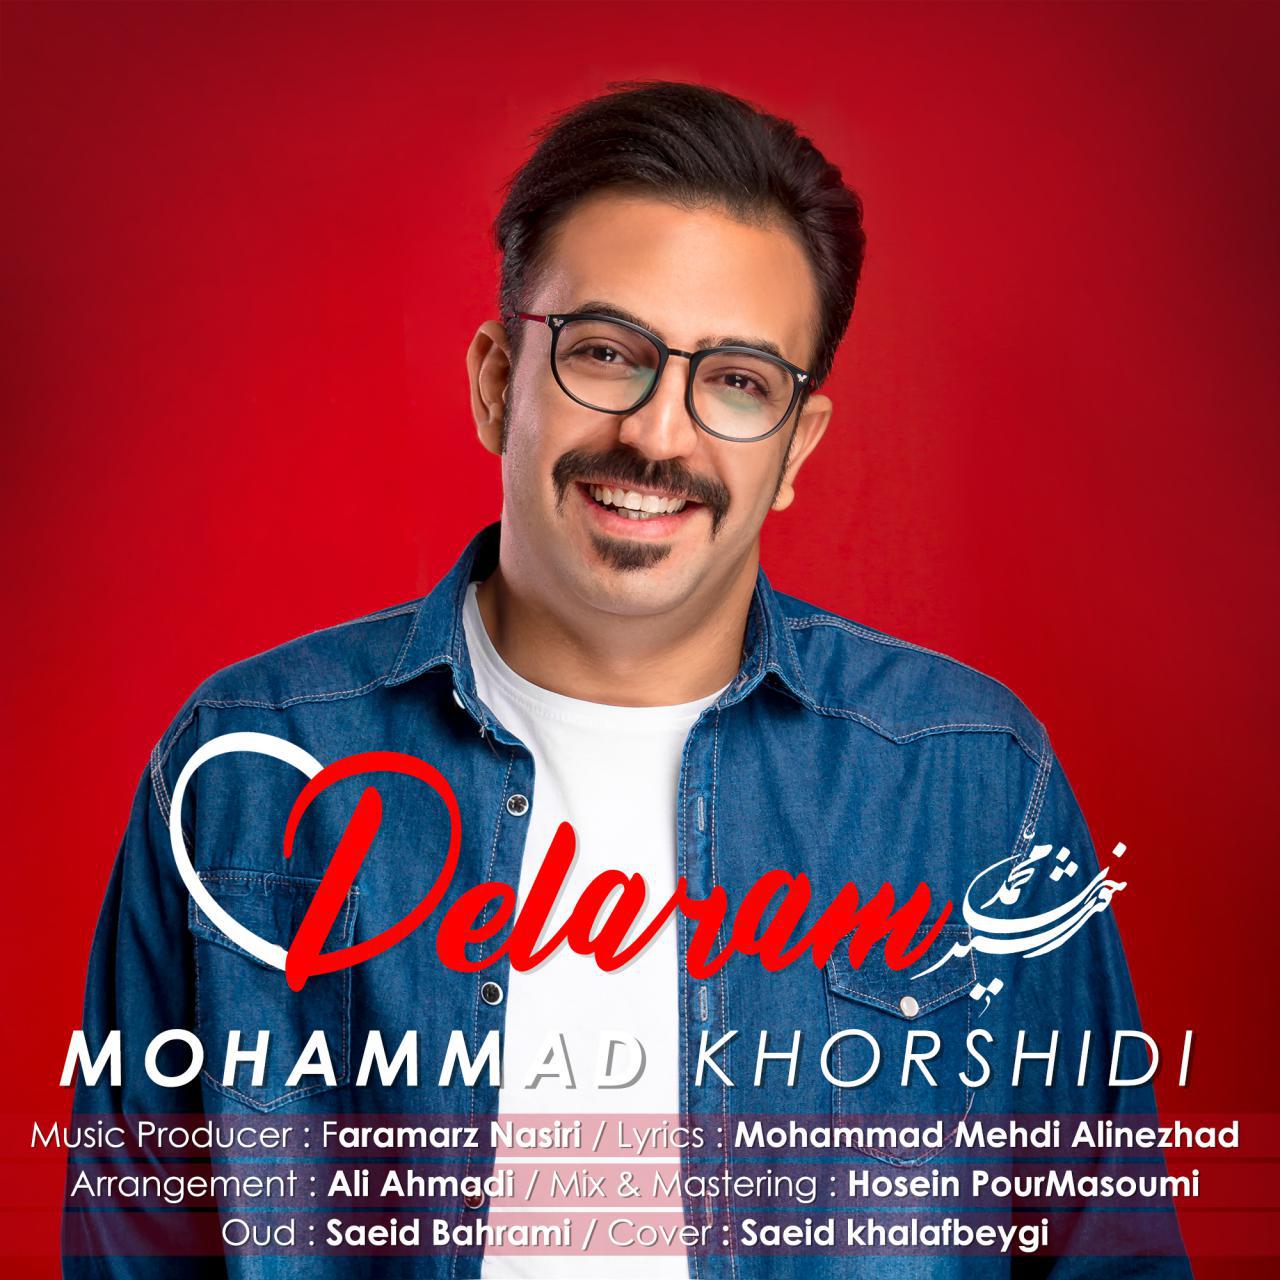 Delaram
محمد خورشیدی
MOHAMMAD KHORSHIDI
Music Producer : Faramarz Nasiri / Lyrics : Mohammad Mehdi Alinezhad
Arrangement : Ali Ahmadi / Mix & Mastering : Hosein PourMasoumi
Oud : Saeid Bahrami / Cover : Saeid khalafbeygi